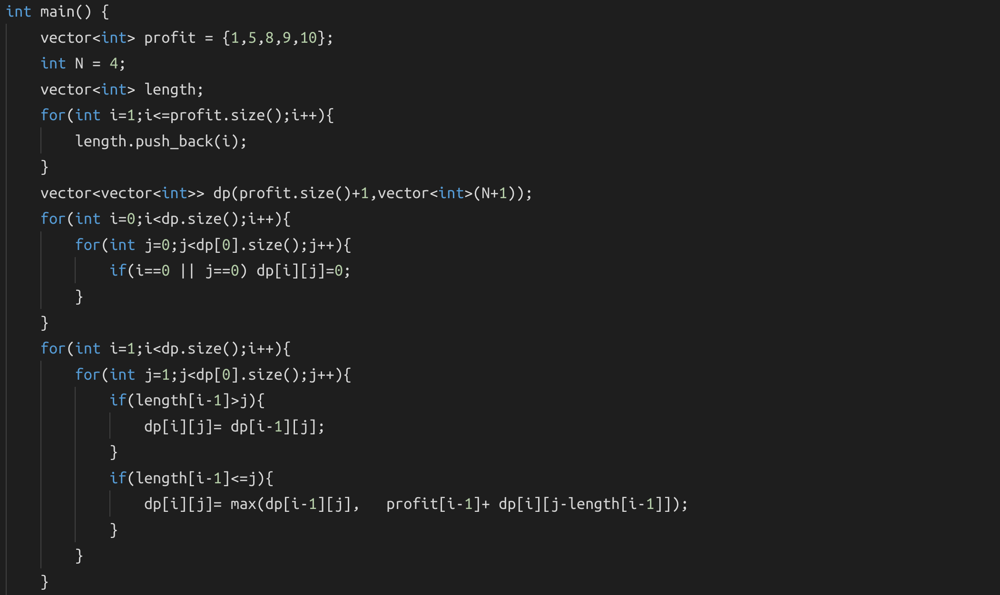 int main() {
    vector<int> profit = {1,5,8,9,10};
    int N = 4;
    vector<int> length;
    for(int i=1;i<=profit.size();i++){
        length.push_back(i);
    }
    vector<vector<int>> dp(profit.size()+1,vector<int>(N+1));
    for(int i=0;i<dp.size();i++){
        for(int j=0;j<dp[0].size();j++){
            if(i==0 || j==0) dp[i][j]=0;
        }
    }
    for(int i=1;i<dp.size();i++){
        for(int j=1;j<dp[0].size();j++){
            if(length[i-1]>j){
                dp[i][j]= dp[i-1][j];
            }
            if(length[i-1]<=j){
                dp[i][j]= max(dp[i-1][j],   profit[i-1]+ dp[i][j-length[i-1]]);
            }
        }
    }